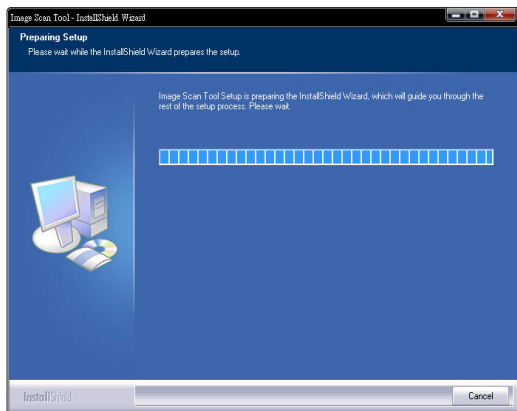 Image Scan Tool - InstallShield Wizard
Preparing Setup
Please wait while the InstallShield Wizard prepares the setup.
Image Scan Tool Setup is preparing the InstallShield Wizard, which will guide you through the
rest of the setup process. Please wait.
InstallShield
Cancel